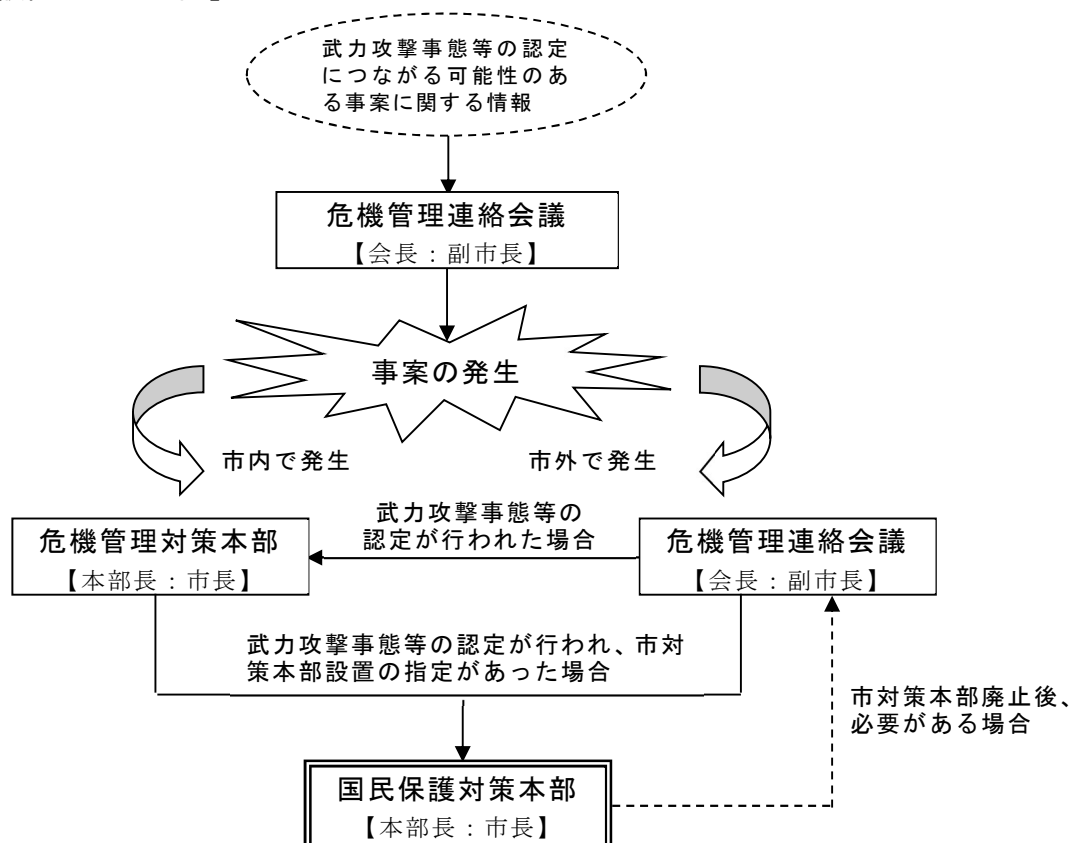 武力攻撃事態等の認定
につながる可能性のあ
る事案に関する情報
危機管理連絡会議
【会長：副市長】
事案の発生
市内で発生
市外で発生
武力攻撃事態等の
認定が行われた場合
危機管理対策本部
【本部長：市長】
危機管理連絡会議
【会長：副市長】
武力攻撃事態等の認定が行われ、市対
策本部設置の指定があった場合
市対策本部廃止後、
必要がある場合
国民保護対策本部
【本部長：市長】